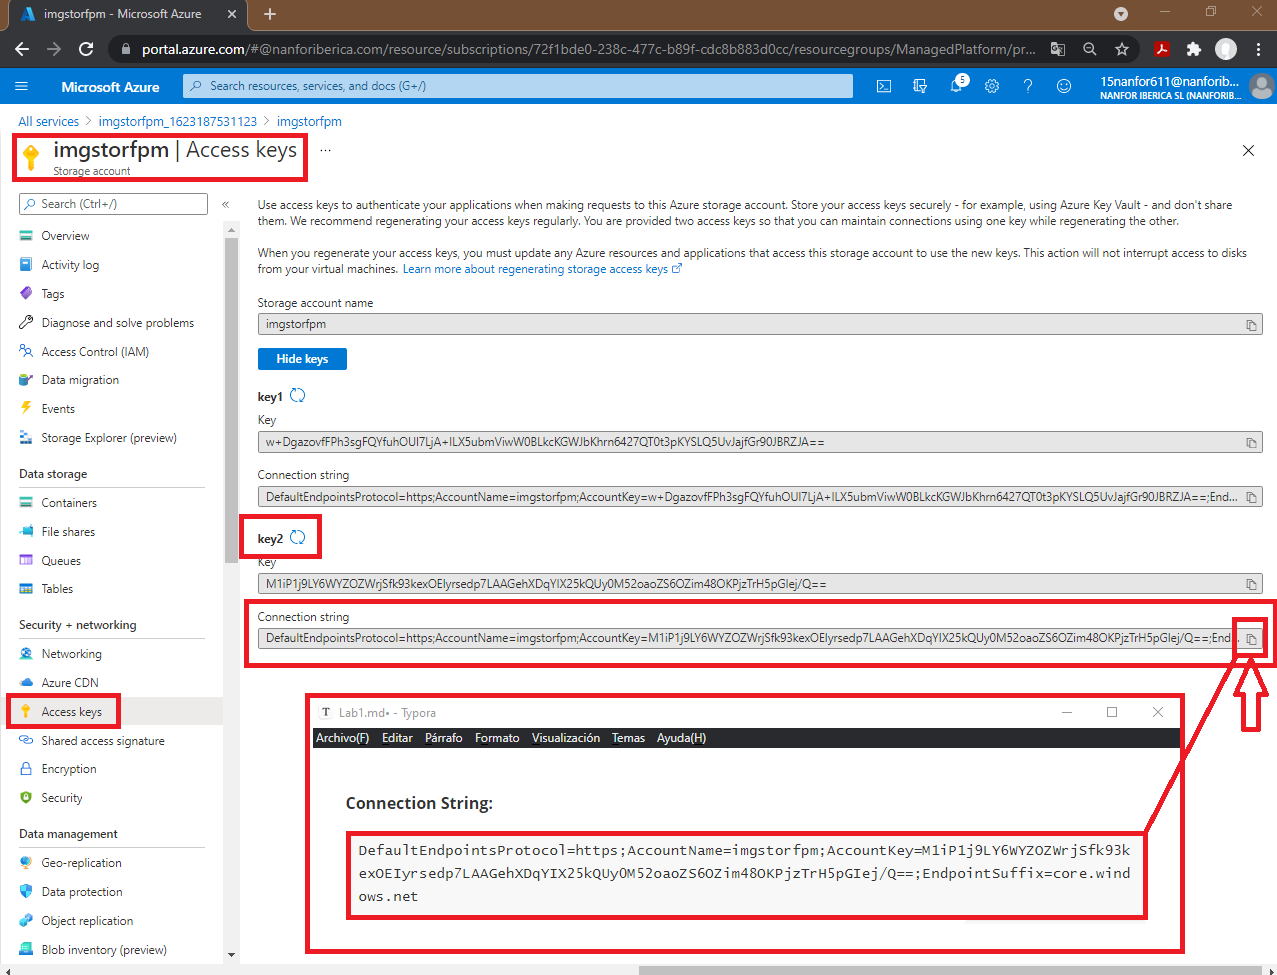 imgstorfpm - Microsoft Azure
portal.azure.com/#@nanforiberica.com/resource/subscriptions/72f1bde0-238c-477c-b89f-cdc8b883d0cc/resourcegroups/ManagedPlatform/pr...
Microsoft Azure
Search resources, services, and docs (G+/)
5
15nanfor611@nanforib...
NANFOR IBERICA SL (NANFORIB...
All services > imgstorfpm_1623187531123 > imgstorfpm
imgstorfpm | Access keys ...
Storage account
Search (Ctrl+/)
Overview
Activity log
Tags
Diagnose and solve problems
Access Control (IAM)
Data migration
Events
Storage Explorer (preview)
Data storage
Containers
File shares
Queues
Tables
Security + networking
Networking
Azure CDN
Access keys
Shared access signature
Encryption
Security
Data management
Geo-replication
Data protection
Object replication
Blob inventory (preview)
Use access keys to authenticate your applications when making requests to this Azure storage account. Store your access keys securely - for example, using Azure Key Vault - and don't share
them. We recommend regenerating your access keys regularly. You are provided two access keys so that you can maintain connections using one key while regenerating the other.
When you regenerate your access keys, you must update any Azure resources and applications that access this storage account to use the new keys. This action will not interrupt access to disks
from your virtual machines. Learn more about regenerating storage access keys
Storage account name
imgstorfpm
Hide keys
key1
Key
w+DgazovfFPh3sgFQYfuhOUI7LjA+ILX5ubmViwW0BLkcKGWJbKhrn6427QT0t3pKYSLQ5UvJajfGr90JBRZJA==
Connection string
DefaultEndpointsProtocol=https;AccountName=imgstorfpm;AccountKey=w+DgazovfFPh3sgFQYfuhOUI7LjA+ILX5ubmViwW0BLkcKGWJbKhrn6427QT0t3pKYSLQ5UvJajfGr90JBRZJA==;End...
key2
Key
M1iP1j9LY6WYZOZWrjSfk93kexOEIyrsedp7LAAGehXDqYIX25kQUy0M52oaoZS6OZim48OKPjzTrH5pGIej/Q==
Connection string
DefaultEndpointsProtocol=https;AccountName=imgstorfpm;AccountKey=M1iP1j9LY6WYZOZWrjSfk93kexOEIyrsedp7LAAGehXDqYIX25kQUy0M52oaoZS6OZim48OKPjzTrH5pGIej/Q==;End...
Lab1.md• - Typora
Archivo(F) Editar Párrafo Formato Visualización Temas Ayuda(H)
Connection String:
DefaultEndpointsProtocol=https;AccountName=imgstorfpm;AccountKey=M1iP1j9LY6WYZOZWrjSfk93k
exOEIyrsedp7LAAGehXDqYIX25kQUy0M52oaoZS6OZim48OKPjzTrH5pGIej/Q==;EndpointSuffix=core.wind
ows.net